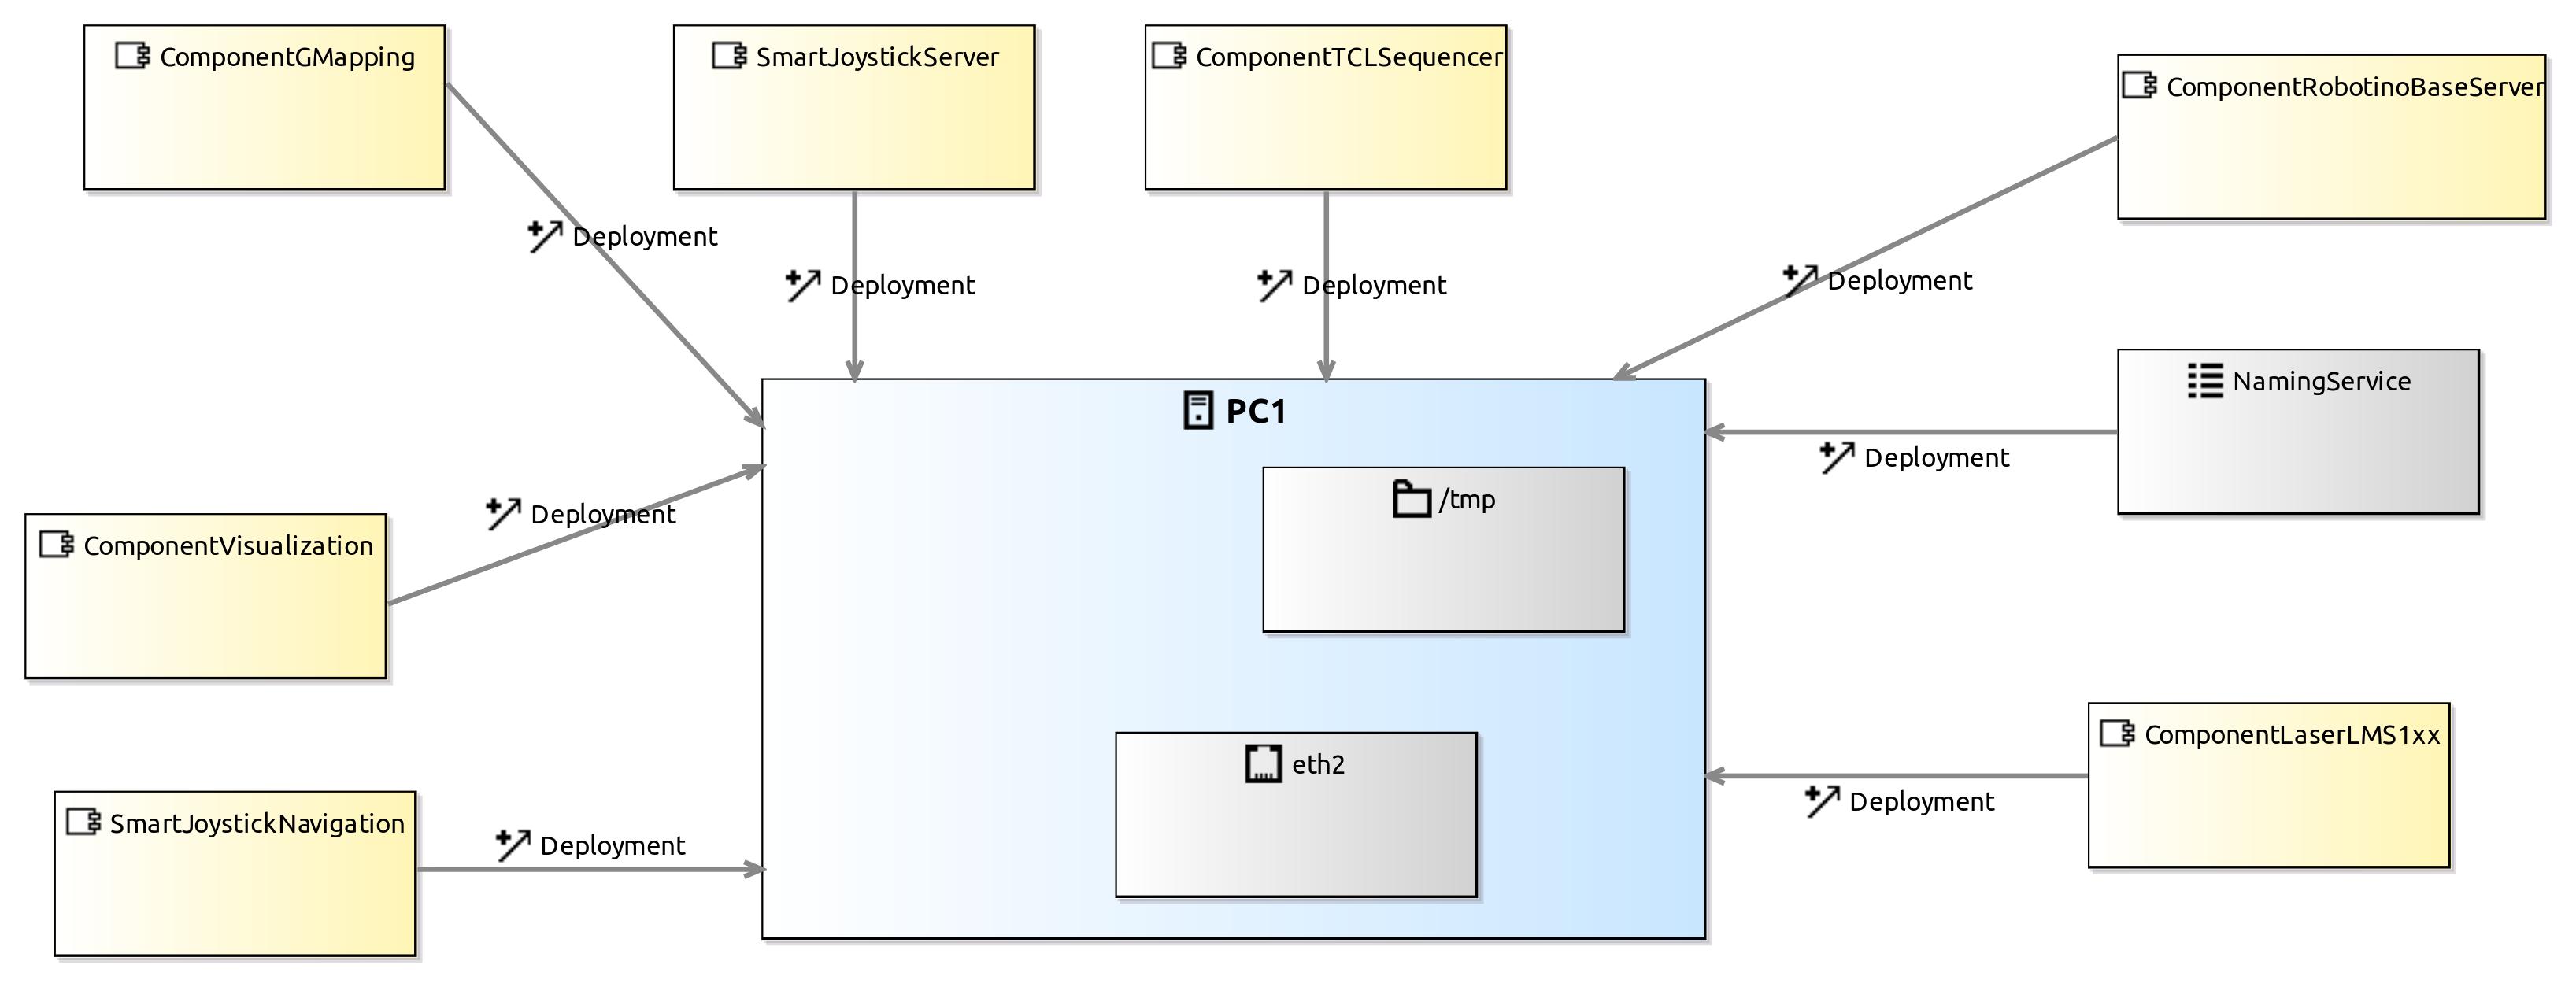 ComponentGMapping
SmartJoystickServer
ComponentTCLSequencer
ComponentRobotinoBaseServer
Deployment
Deployment
Deployment
Deployment
NamingService
PC1
Deployment
/tmp
Deployment
ComponentVisualization
ComponentLaserLMS1xx
eth2
Deployment
SmartJoystickNavigation
Deployment